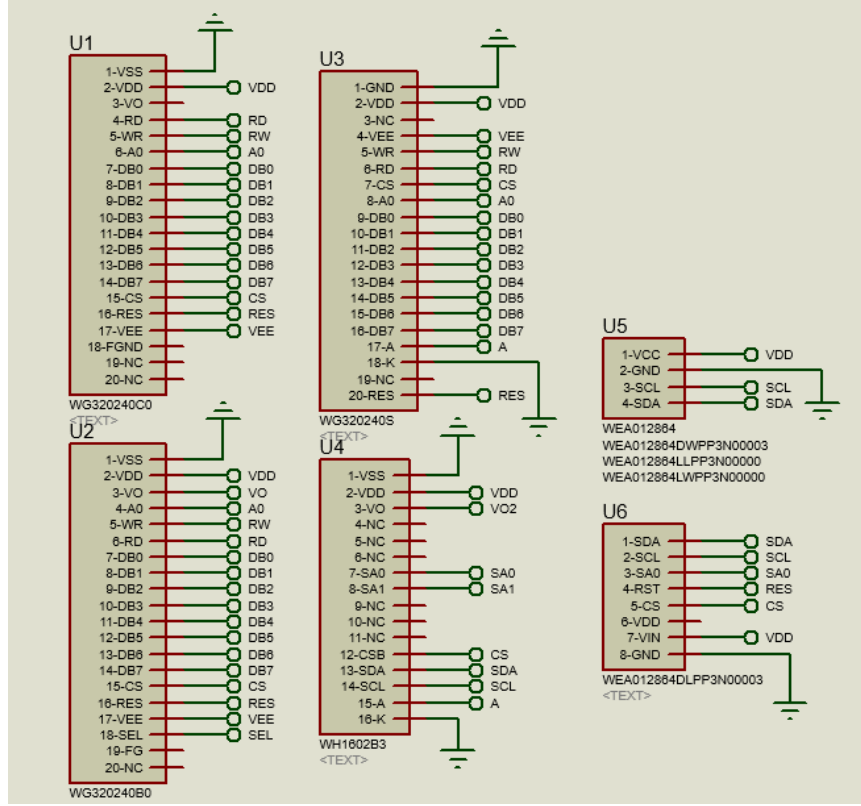 U1
1-VSS
2-VDD VDD
3-VO
4-RD RD
5-WR RW
6-A0 A0
7-DB0 DB0
8-DB1 DB1
9-DB2 DB2
10-DB3 DB3
11-DB4 DB4
12-DB5 DB5
13-DB6 DB6
14-DB7 DB7
15-CS CS
16-RES RES
17-VEE VEE
18-FGND
19-NC
20-NC
WG320240C0
<TEXT>
U2
1-VSS
2-VDD VDD
3-VO VO
4-A0 A0
5-WR RW
6-RD RD
7-DB0 DB0
8-DB1 DB1
9-DB2 DB2
10-DB3 DB3
11-DB4 DB4
12-DB5 DB5
13-DB6 DB6
14-DB7 DB7
15-CS CS
16-RES RES
17-VEE VEE
18-SEL SEL
19-FG
20-NC
WG320240B0
U3
1-GND
2-VDD VDD
3-NC
4-VEE VEE
5-WR RW
6-RD RD
7-CS CS
8-A0 A0
9-DB0 DB0
10-DB1 DB1
11-DB2 DB2
12-DB3 DB3
13-DB4 DB4
14-DB5 DB5
15-DB6 DB6
16-DB7 DB7
17-A A
18-K
19-NC
20-RES RES
WG320240S
<TEXT>
U4
1-VSS
2-VDD VDD
3-VO VO2
4-NC
5-NC
6-NC
7-SA0 SA0
8-SA1 SA1
9-NC
10-NC
11-NC
12-CSB CS
13-SDA SDA
14-SCL SCL
15-A A
16-K
WH1602B3
<TEXT>
U5
1-VCC VDD
2-GND
3-SCL SCL
4-SDA SDA
WEA012864
WEA012864DWPP3N00003
WEA012864LLPP3N00000
WEA012864LWPP3N00000
U6
1-SDA SDA
2-SCL SCL
3-SA0 SA0
4-RST RES
5-CS CS
6-VDD
7-VIN VDD
8-GND
WEA012864DLPP3N00003
<TEXT>